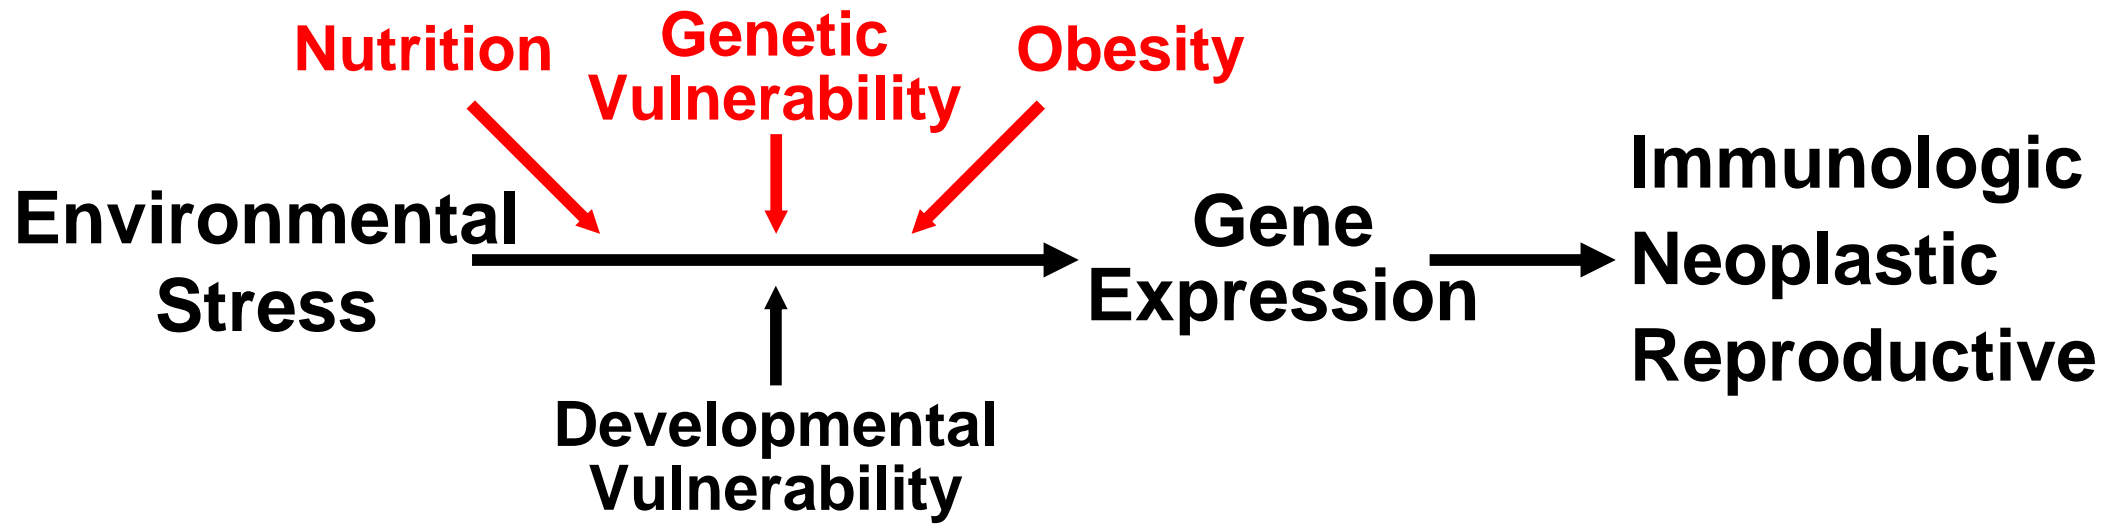 Nutrition
Genetic
Vulnerability
Obesity
Environmental
Stress
Gene
Expression
Immunologic
Neoplastic
Reproductive
Developmental
Vulnerability